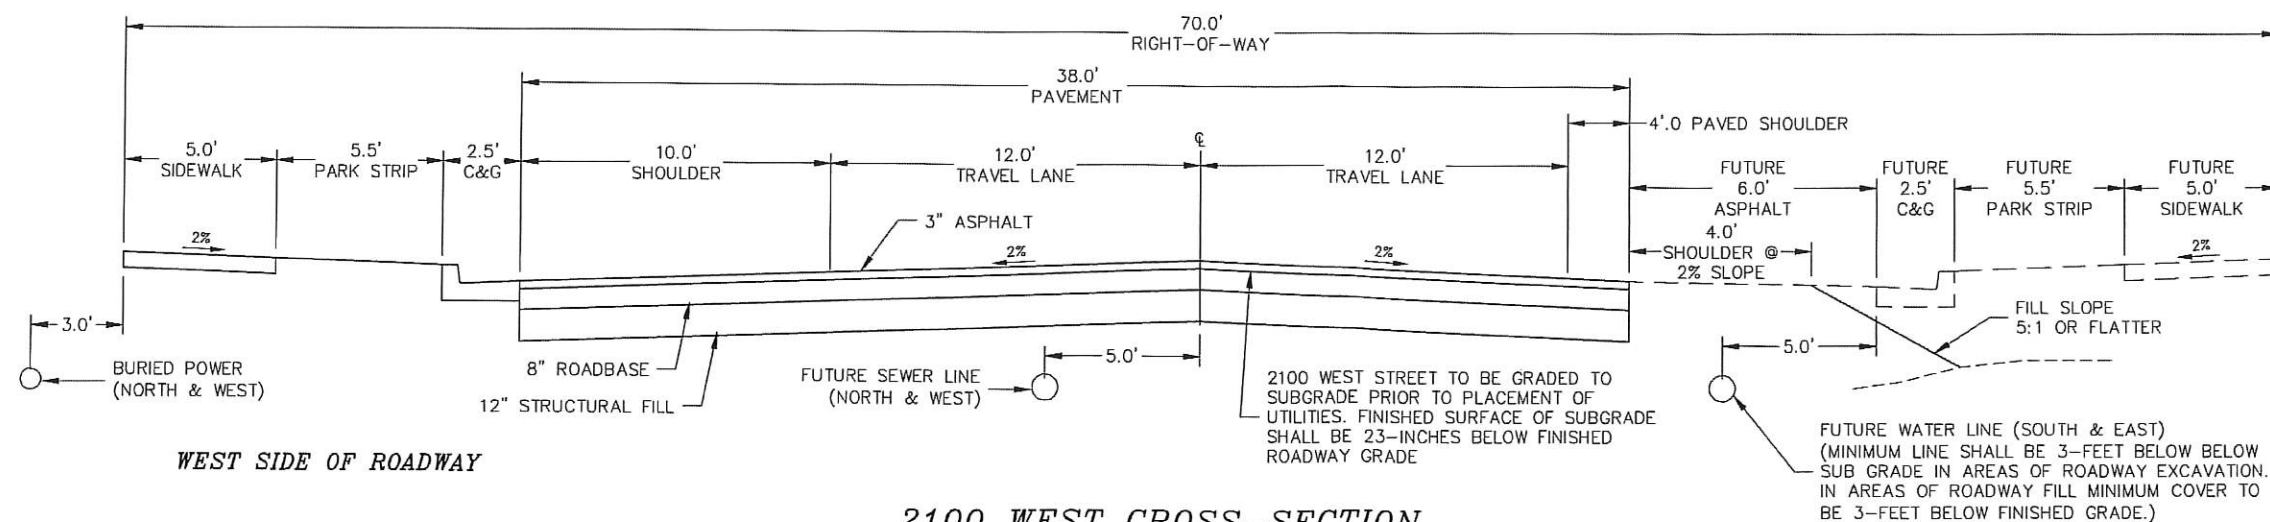 70.0'
RIGHT-OF-WAY
38.0'
PAVEMENT
4'.0 PAVED SHOULDER
5.0'
SIDEWALK
5.5'
PARK STRIP
2.5'
C&G
10.0'
SHOULDER
12.0'
TRAVEL LANE
℄
12.0'
TRAVEL LANE
FUTURE
6.0'
ASPHALT
FUTURE
2.5'
C&G
FUTURE
5.5'
PARK STRIP
FUTURE
5.0'
SIDEWALK
3" ASPHALT
4.0'
SHOULDER @
2% SLOPE
2%
2%
2%
2%
3.0'
BURIED POWER
(NORTH & WEST)
8" ROADBASE
12" STRUCTURAL FILL
5.0'
FUTURE SEWER LINE
(NORTH & WEST)
2100 WEST STREET TO BE GRADED TO
SUBGRADE PRIOR TO PLACEMENT OF
UTILITIES. FINISHED SURFACE OF SUBGRADE
SHALL BE 23-INCHES BELOW FINISHED
ROADWAY GRADE
FILL SLOPE
5:1 OR FLATTER
5.0'
FUTURE WATER LINE (SOUTH & EAST)
(MINIMUM LINE SHALL BE 3-FEET BELOW BELOW
SUB GRADE IN AREAS OF ROADWAY EXCAVATION.
IN AREAS OF ROADWAY FILL MINIMUM COVER TO
BE 3-FEET BELOW FINISHED GRADE.)
WEST SIDE OF ROADWAY
2100 WEST CROSS SECTION